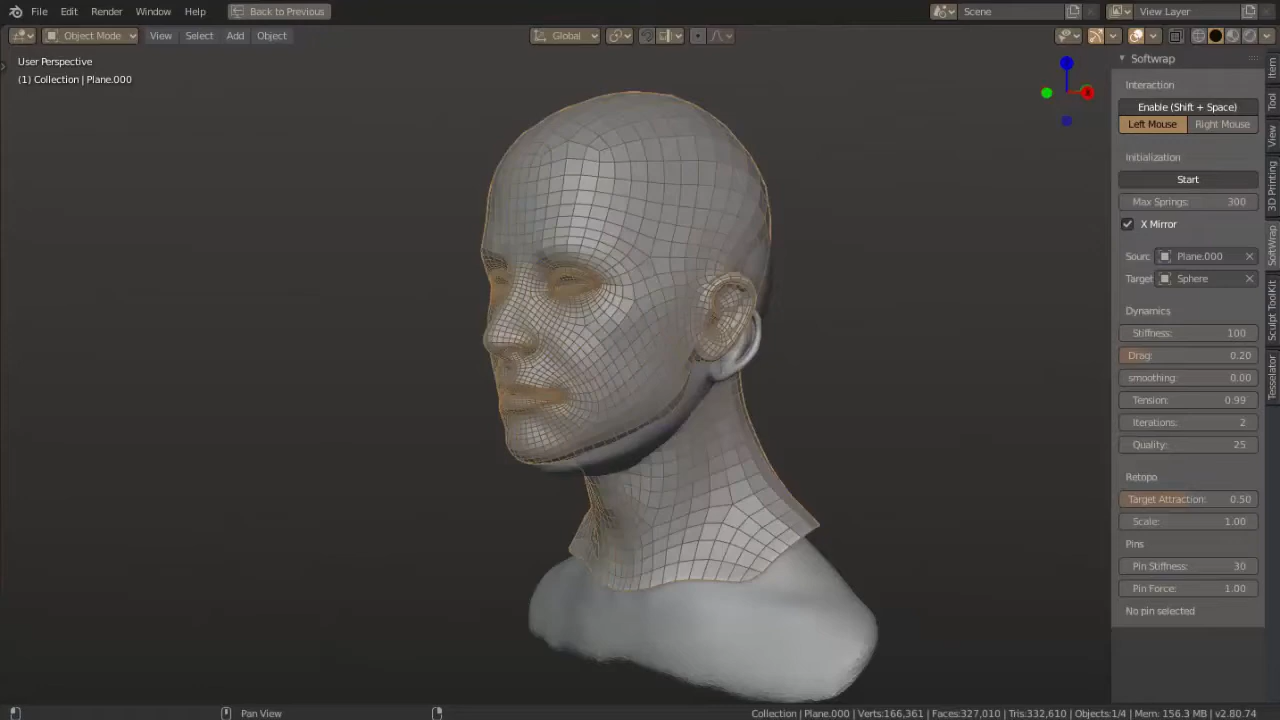 File Edit Render Window Help Back to Previous Scene View Layer
Object Mode View Select Add Object Global
User Perspective
(1) Collection | Plane.000
Softwrap
Interaction
Enable (Shift + Space)
Left Mouse Right Mouse
Initialization
Start
Max Springs: 300
X Mirror
Sourc Plane.000
Target Sphere
Dynamics
Stiffness: 100
Drag: 0.20
smoothing: 0.00
Tension: 0.99
Iterations: 2
Quality: 25
Retopo
Target Attraction: 0.50
Scale: 1.00
Pins
Pin Stiffness: 30
Pin Force: 1.00
No pin selected
Item
Tool
View
3D Printing
SoftWrap
Sculpt ToolKit
Tesselator
Pan View
Collection | Plane.000 | Verts:166,361 | Faces:327,010 | Tris:332,610 | Objects:1/4 | Mem: 156.3 MB | v2.80.74